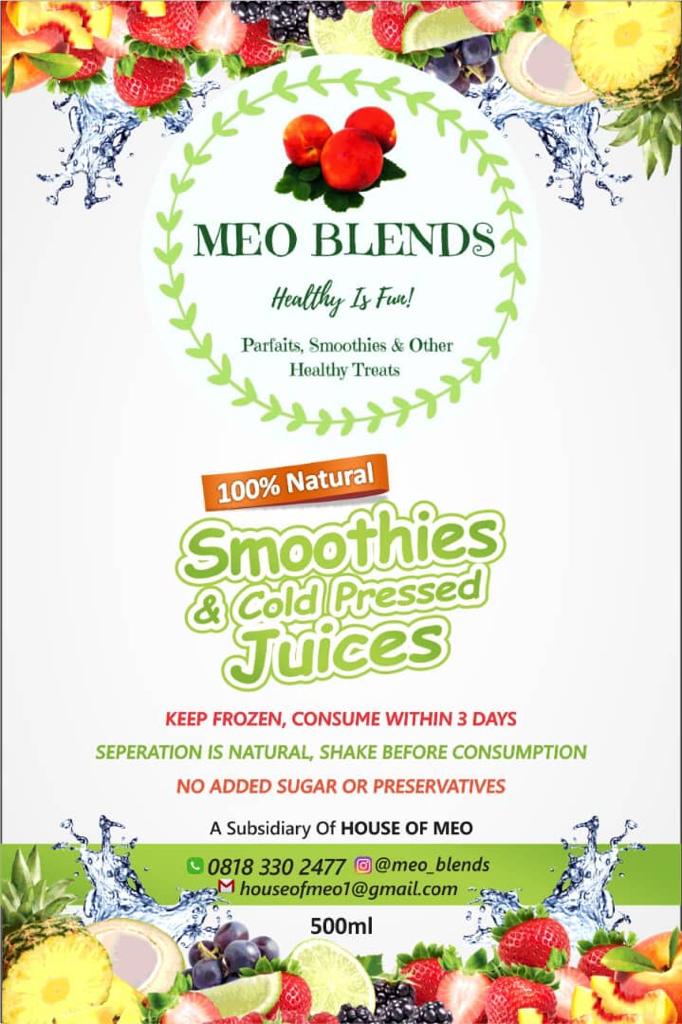 MEO BLENDS
Healthy Is Fun!
Parfaits, Smoothies & Other
Healthy Treats
100% Natural
Smoothies
& Cold Pressed
Juices
KEEP FROZEN, CONSUME WITHIN 3 DAYS
SEPERATION IS NATURAL, SHAKE BEFORE CONSUMPTION
NO ADDED SUGAR OR PRESERVATIVES
A Subsidiary Of HOUSE OF MEO
0818 330 2477 @meo_blends
houseofmeo1@gmail.com
500ml